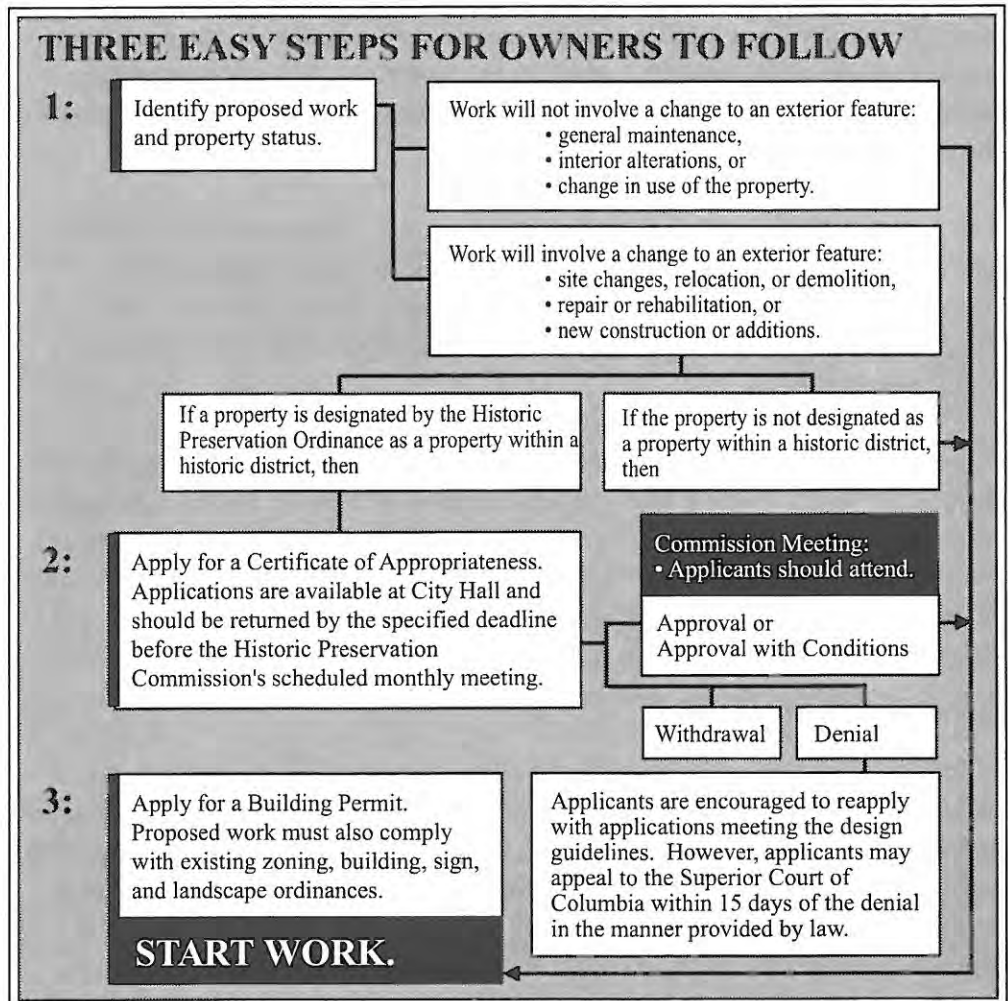 THREE EASY STEPS FOR OWNERS TO FOLLOW
1:
Identify proposed work
and property status.
Work will not involve a change to an exterior feature:
• general maintenance,
• interior alterations, or
• change in use of the property.
Work will involve a change to an exterior feature:
• site changes, relocation, or demolition,
• repair or rehabilitation, or
• new construction or additions.
If a property is designated by the Historic
Preservation Ordinance as a property within a
historic district, then
If the property is not designated as
a property within a historic district,
then
2:
Apply for a Certificate of Appropriateness.
Applications are available at City Hall and
should be returned by the specified deadline
before the Historic Preservation
Commission's scheduled monthly meeting.
Commission Meeting:
• Applicants should attend.
Approval or
Approval with Conditions
Withdrawal
Denial
3:
Apply for a Building Permit.
Proposed work must also comply
with existing zoning, building, sign,
and landscape ordinances.
START WORK.
Applicants are encouraged to reapply
with applications meeting the design
guidelines. However, applicants may
appeal to the Superior Court of
Columbia within 15 days of the denial
in the manner provided by law.